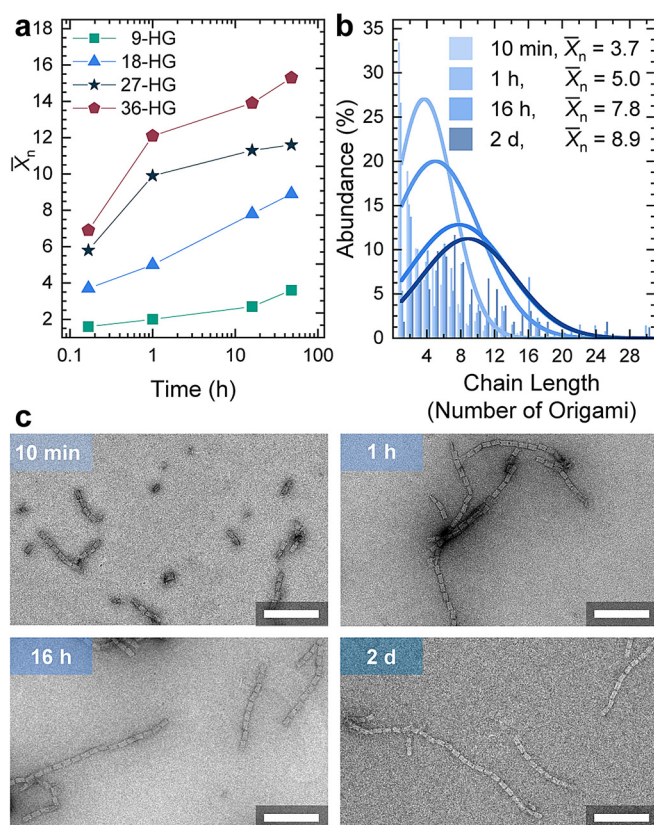 a
9-HG
18-HG
27-HG
36-HG
18
16
14
12
10
8
6
4
2
X̅n
0.1 1 10 100
Time (h)
b
10 min, X̅n = 3.7
1 h, X̅n = 5.0
16 h, X̅n = 7.8
2 d, X̅n = 8.9
35
30
25
20
15
10
5
0
Abundance (%)
4 8 12 16 20 24 28
Chain Length
(Number of Origami)
c
10 min
1 h
16 h
2 d